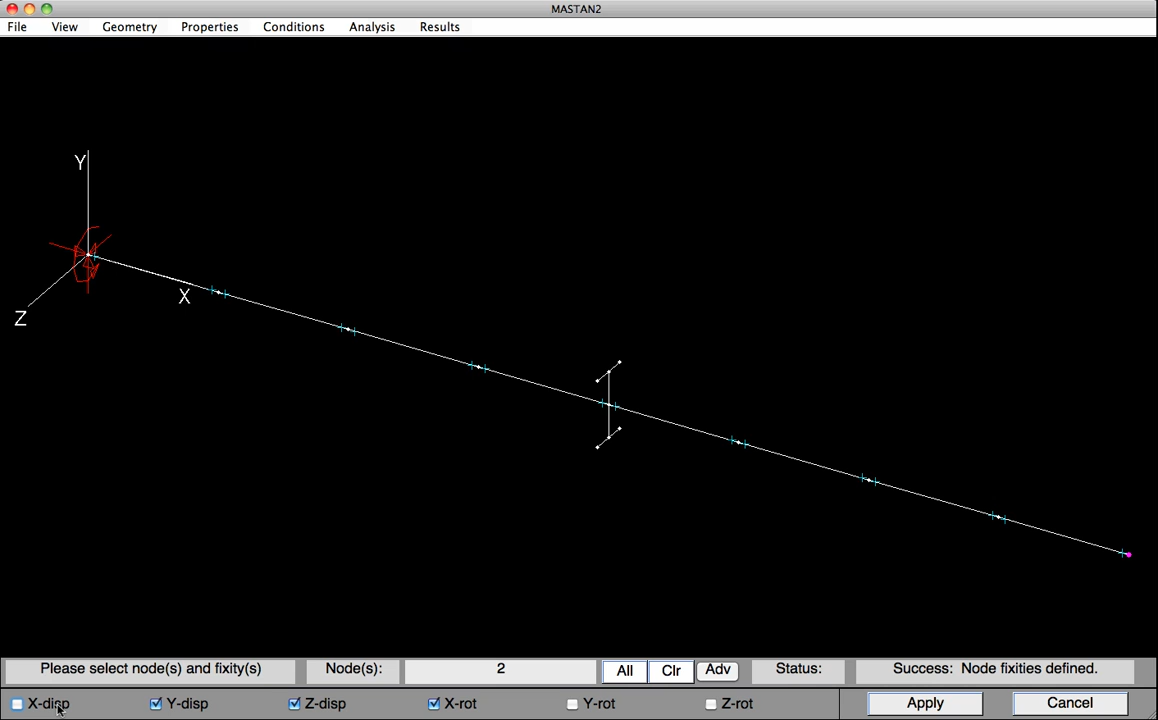 MASTAN2
File View Geometry Properties Conditions Analysis Results
Y
X
Z
Please select node(s) and fixity(s) Node(s): 2 All Clr Adv Status: Success: Node fixities defined.
X-disp Y-disp Z-disp X-rot Y-rot Z-rot Apply Cancel